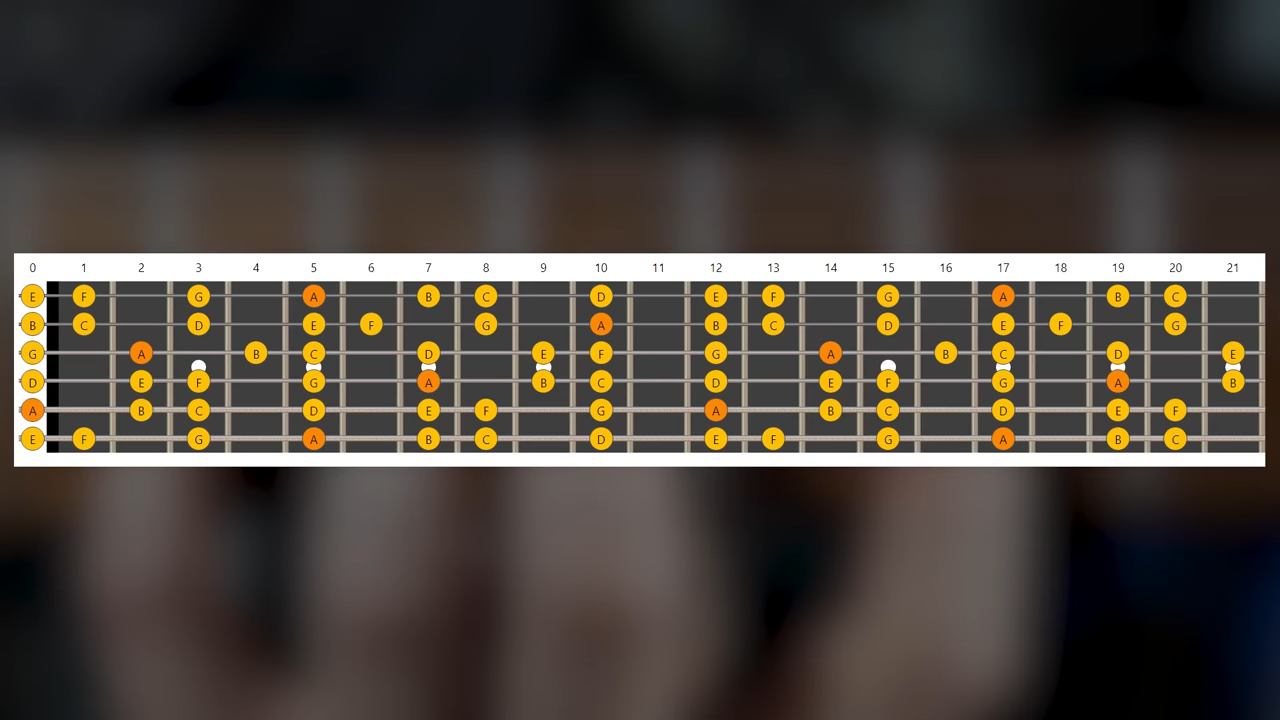 0 1 2 3 4 5 6 7 8 9 10 11 12 13 14 15 16 17 18 19 20 21
E F G A B C D E F G A B C
B C D E F G A B C D E F G
G A B C D E F G A B C D E
D E F G A B C D E F G A B
A B C D E F G A B C D E F
E F G A B C D E F G A B C